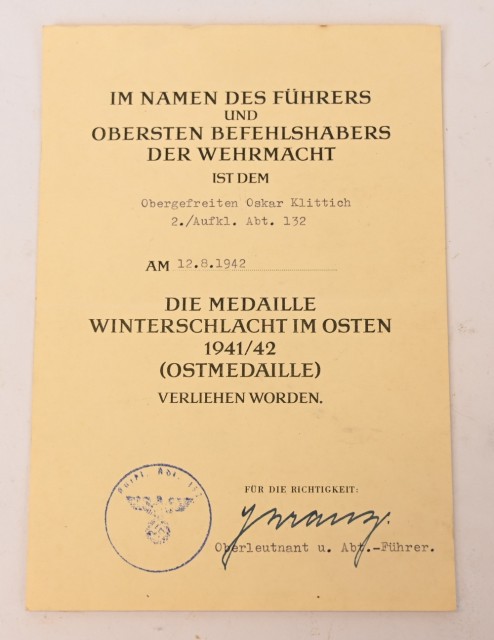 IM NAMEN DES FÜHRERS
UND
OBERSTEN BEFEHLSHABERS
DER WEHRMACHT
IST DEM
Obergefreiten Oskar Klittich
2./Aufkl. Abt. 132
AM 12.8.1942
DIE MEDAILLE
WINTERSCHLACHT IM OSTEN
1941/42
(OSTMEDAILLE)
VERLIEHEN WORDEN.
FÜR DIE RICHTIGKEIT:
Oberleutnant u. Abt.-Führer.